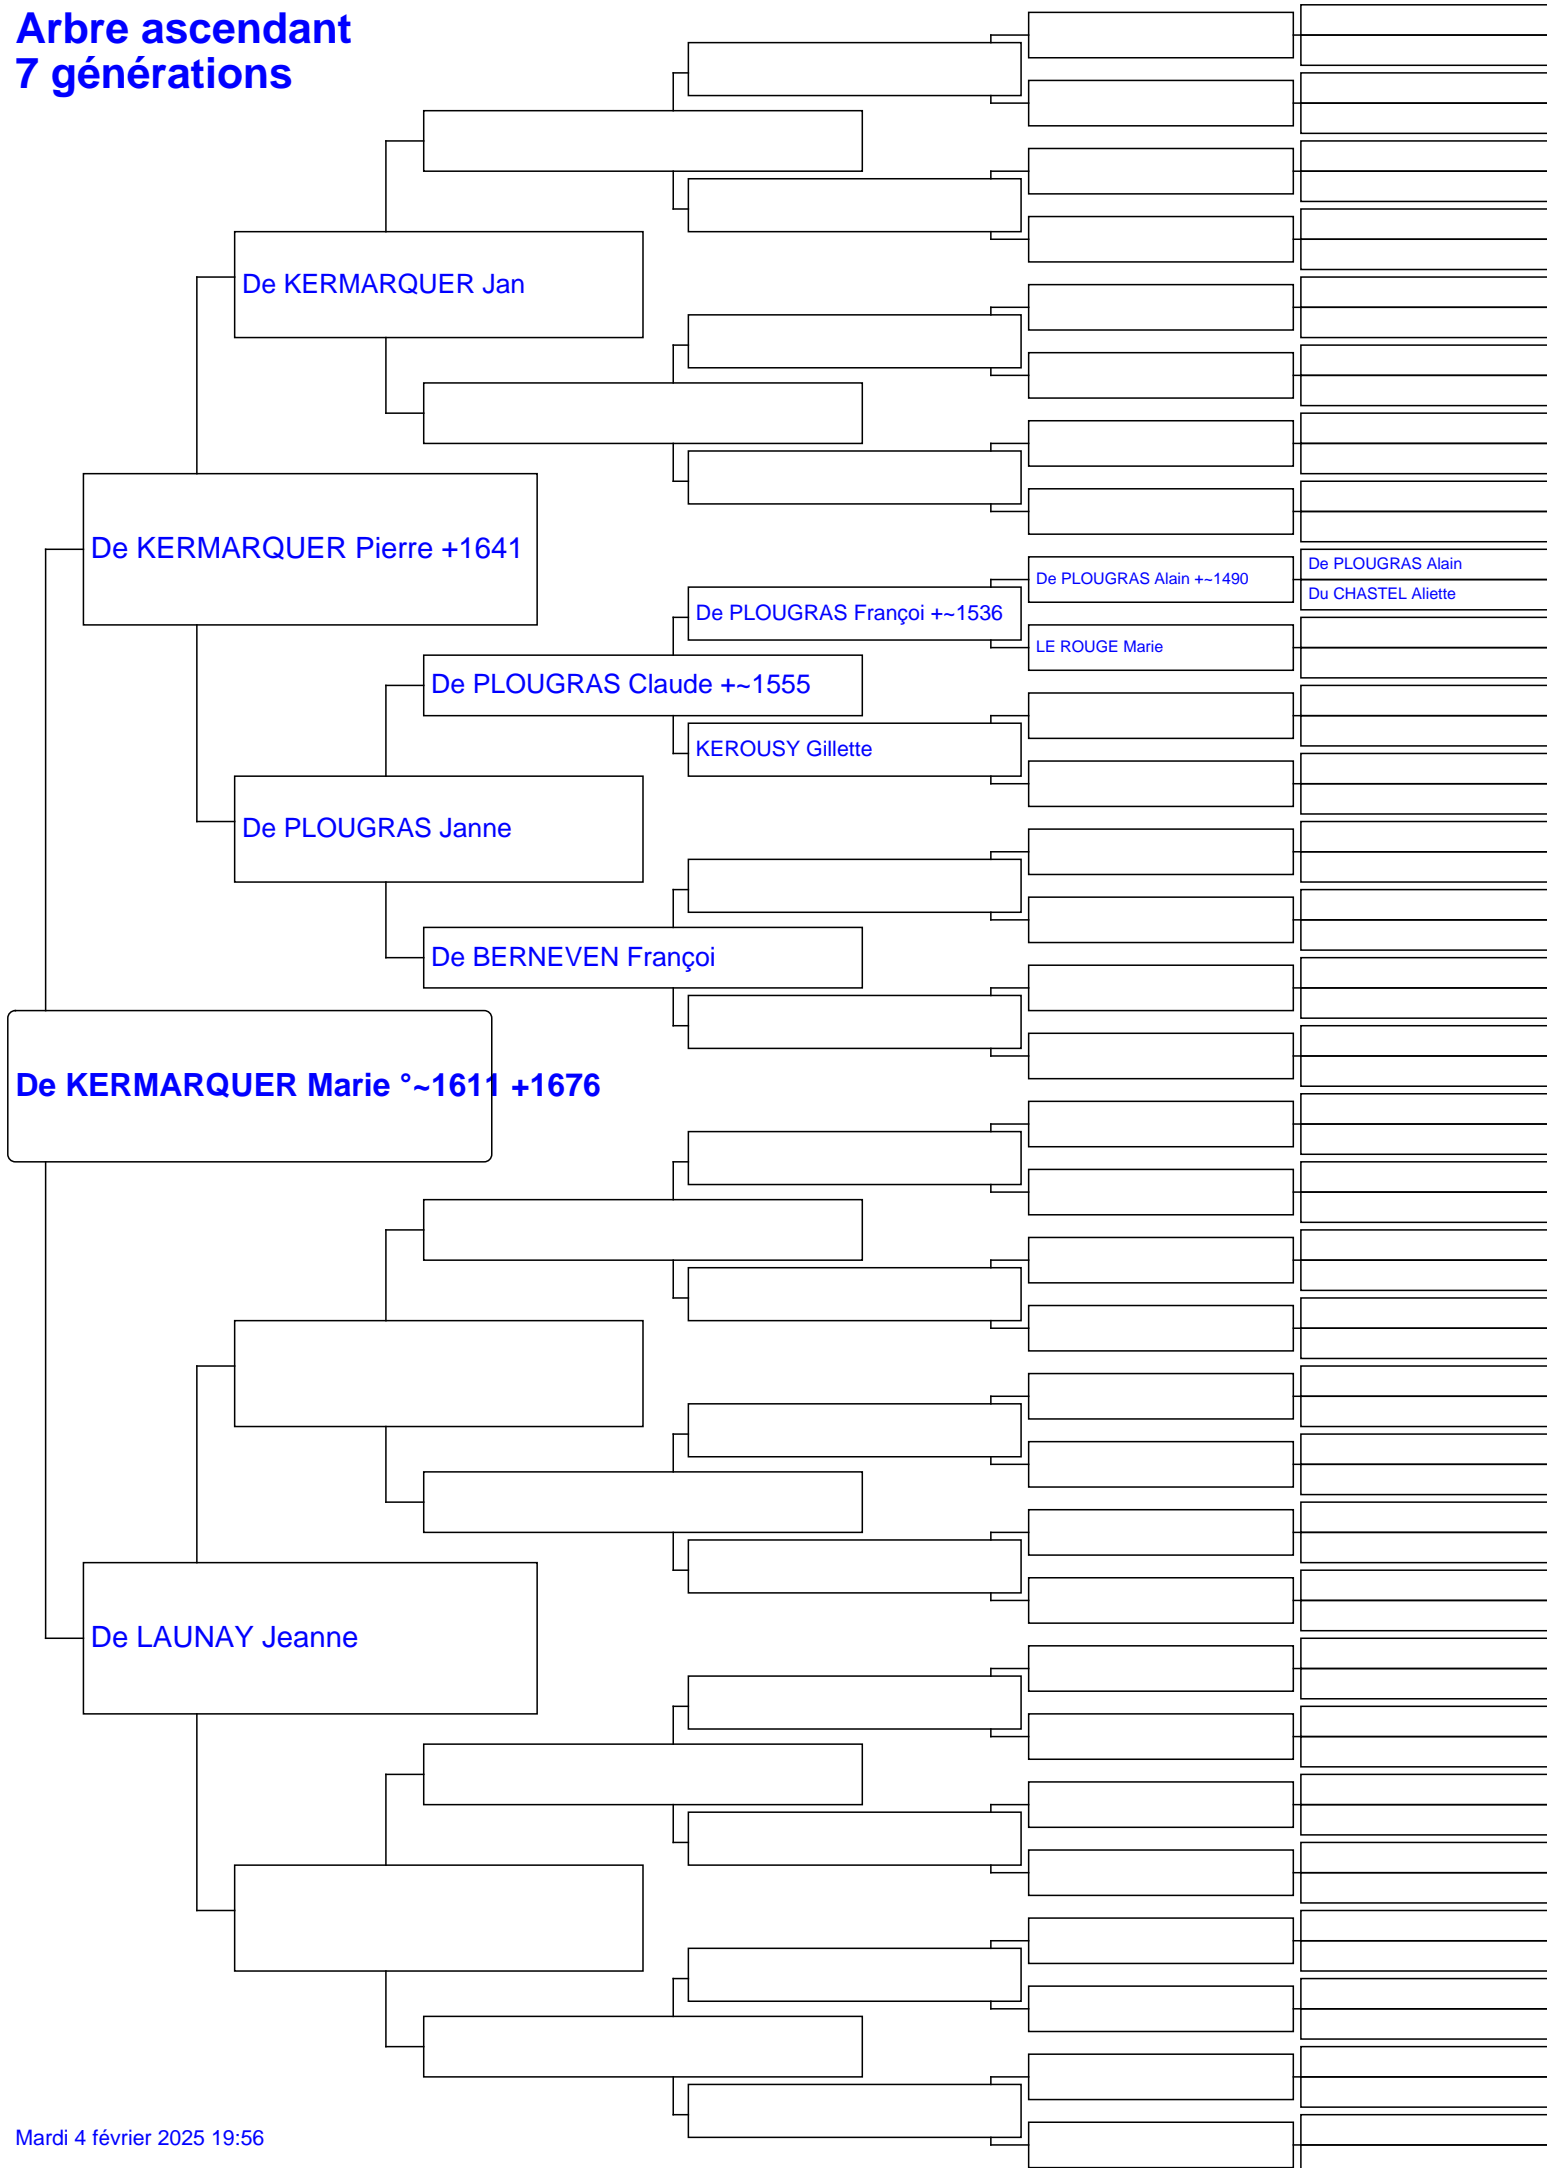 Arbre ascendant
7 générations
De KERMARQUER Jan
De KERMARQUER Pierre +1641
De PLOUGRAS Alain
De PLOUGRAS Alain +~1490
Du CHASTEL Aliette
De PLOUGRAS Françoi +~1536
LE ROUGE Marie
De PLOUGRAS Claude +~1555
KEROUSY Gillette
De PLOUGRAS Janne
De BERNEVEN Françoi
De KERMARQUER Marie °~1611 +1676
De LAUNAY Jeanne
Mardi 4 février 2025 19:56